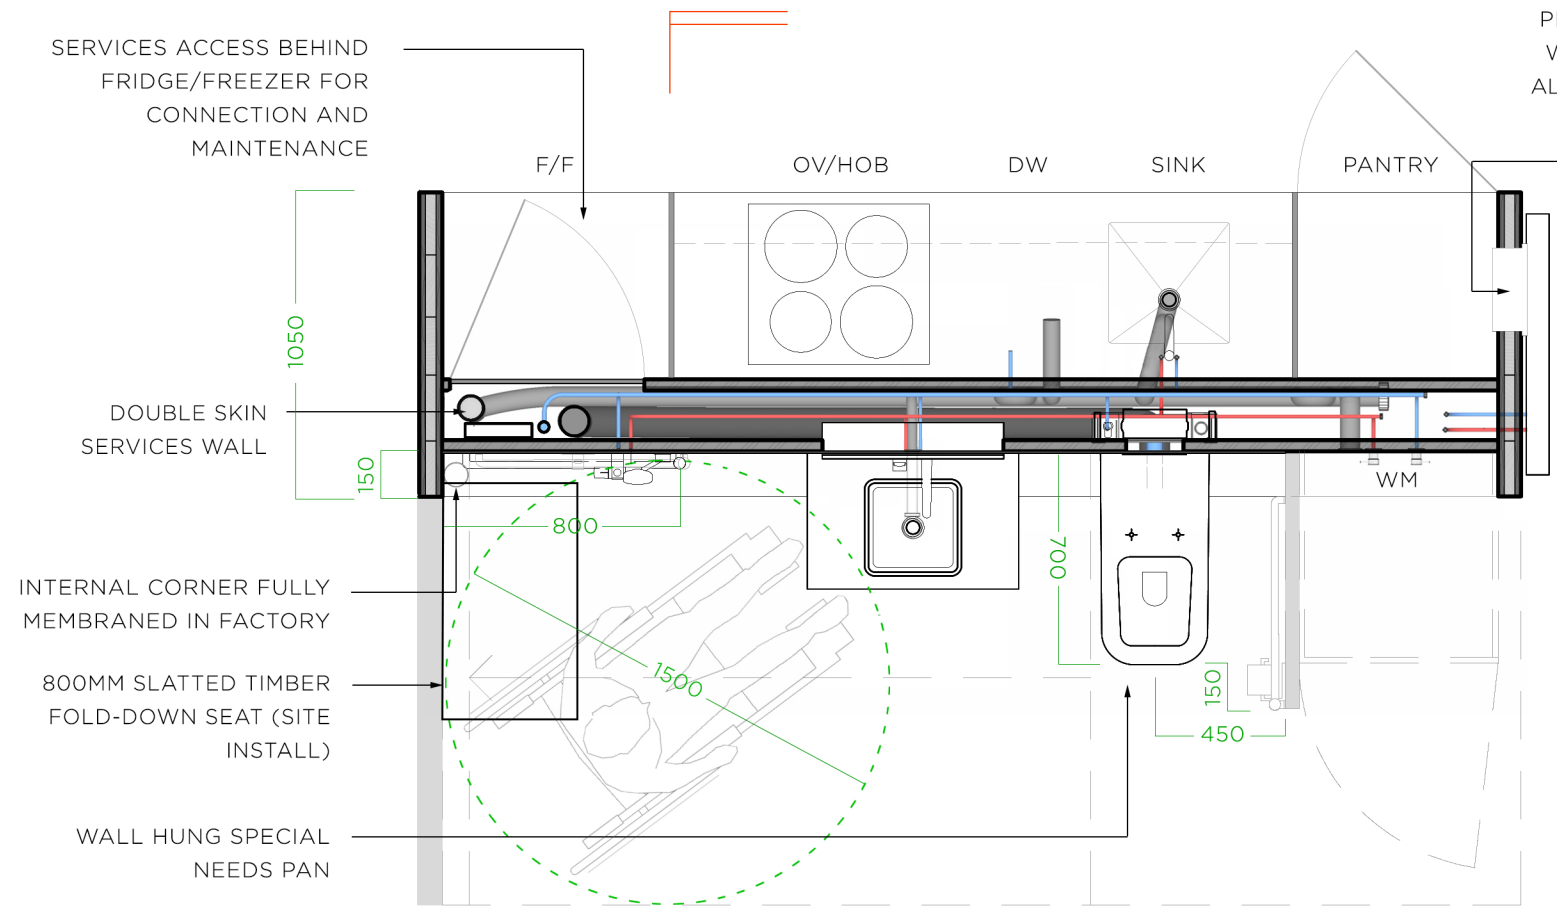 SERVICES ACCESS BEHIND
FRIDGE/FREEZER FOR
CONNECTION AND
MAINTENANCE
F/F
OV/HOB
DW
SINK
PANTRY
1050
DOUBLE SKIN
SERVICES WALL
150
WM
800
700
INTERNAL CORNER FULLY
MEMBRANED IN FACTORY
1500
800MM SLATTED TIMBER
FOLD-DOWN SEAT (SITE
INSTALL)
150
450
WALL HUNG SPECIAL
NEEDS PAN